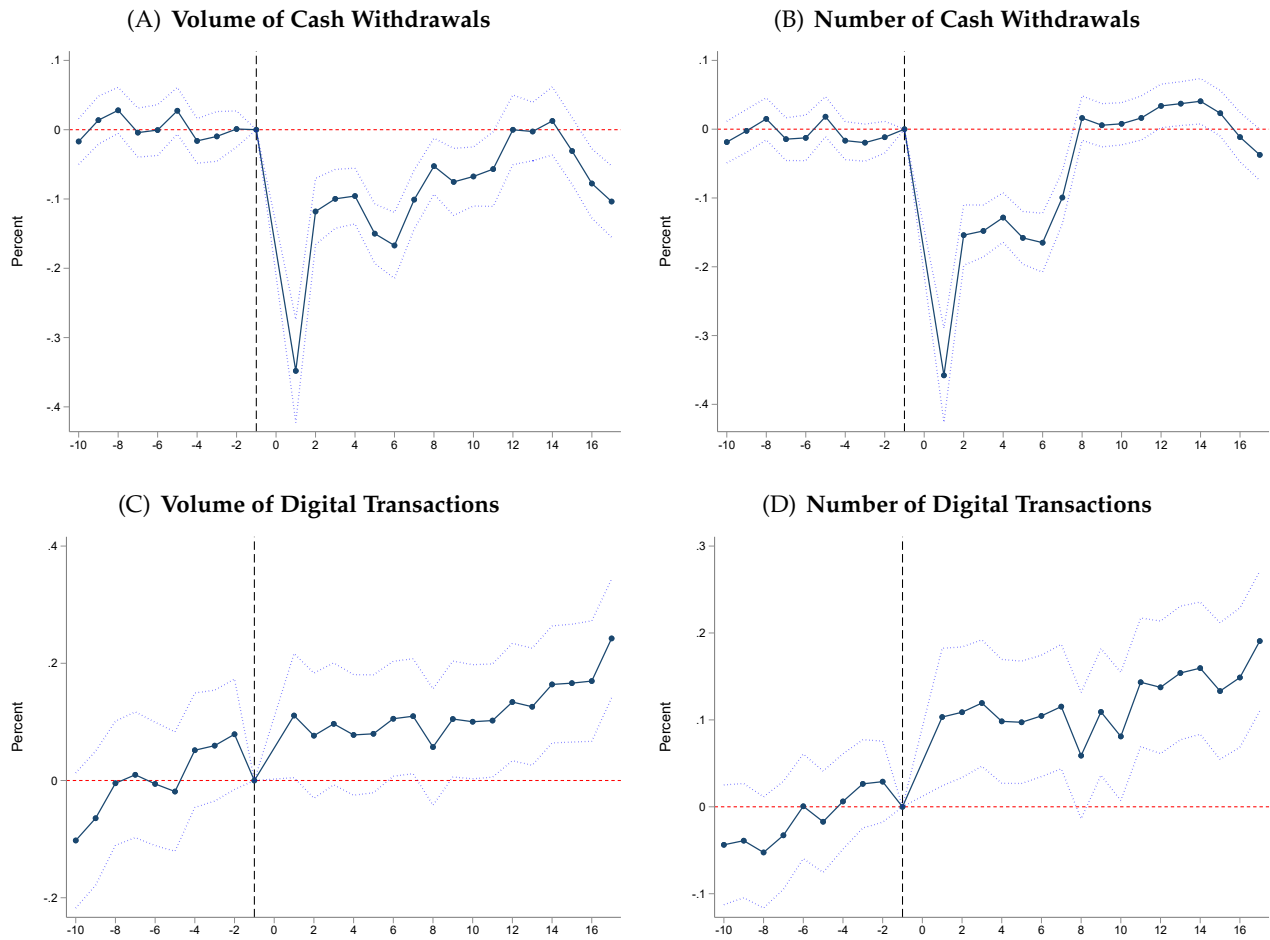 (A) Volume of Cash Withdrawals
.1
0
-.1
-.2
-.3
-.4
Percent
-10 -8 -6 -4 -2 0 2 4 6 8 10 12 14 16
(B) Number of Cash Withdrawals
.1
0
-.1
-.2
-.3
-.4
Percent
-10 -8 -6 -4 -2 0 2 4 6 8 10 12 14 16
(C) Volume of Digital Transactions
.4
.2
0
-.2
Percent
-10 -8 -6 -4 -2 0 2 4 6 8 10 12 14 16
(D) Number of Digital Transactions
.3
.2
.1
0
-.1
Percent
-10 -8 -6 -4 -2 0 2 4 6 8 10 12 14 16